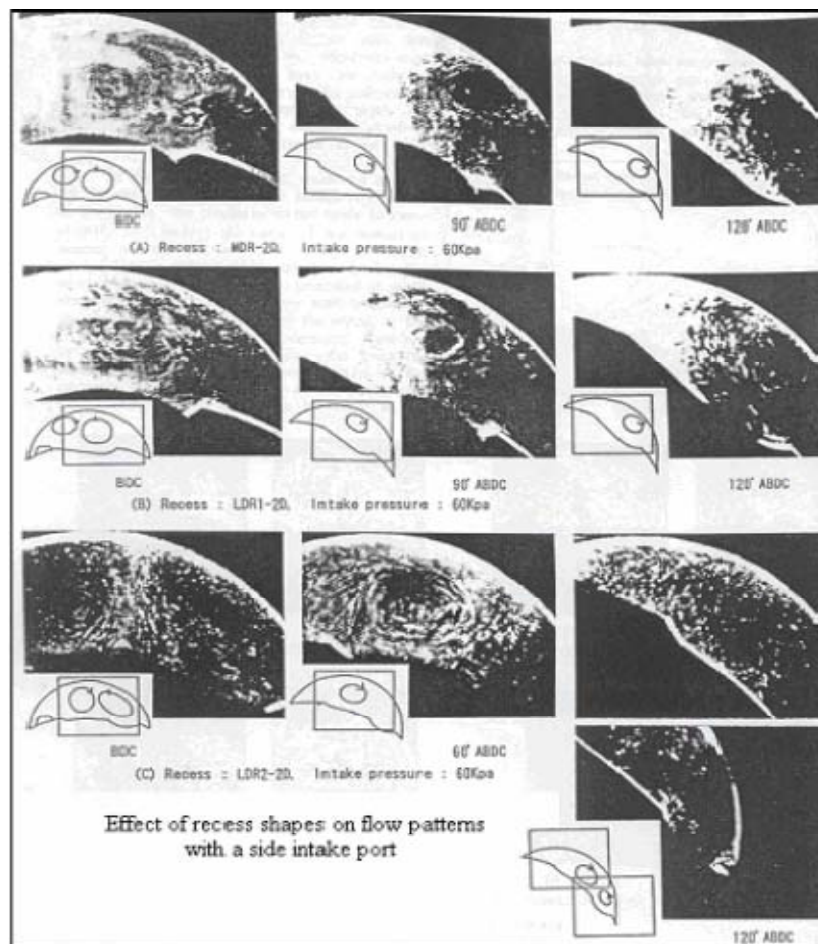 BDC 90° ABDC 120° ABDC
(A) Recess : MDR-2D, Intake pressure : 60Kpa
BDC 90° ABDC 120° ABDC
(B) Recess : LDR1-2D, Imtake pressure : 60Kpa
BDC 60° ABDC
(C) Recess : LDR2-2D, Imtake pressure : 60Kpa
Effect of recess shapes on flow patterns
with a side intake port
120° ABDC